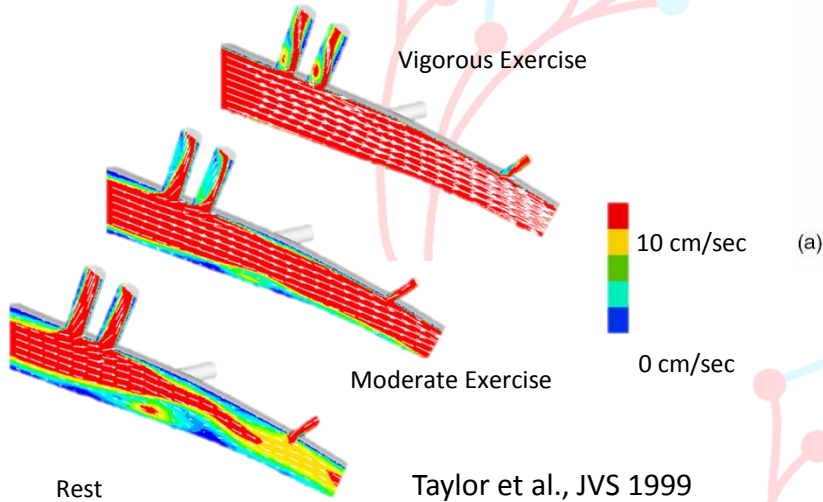 Vigorous Exercise
10 cm/sec
(a)
0 cm/sec
Moderate Exercise
Rest
Taylor et al., JVS 1999